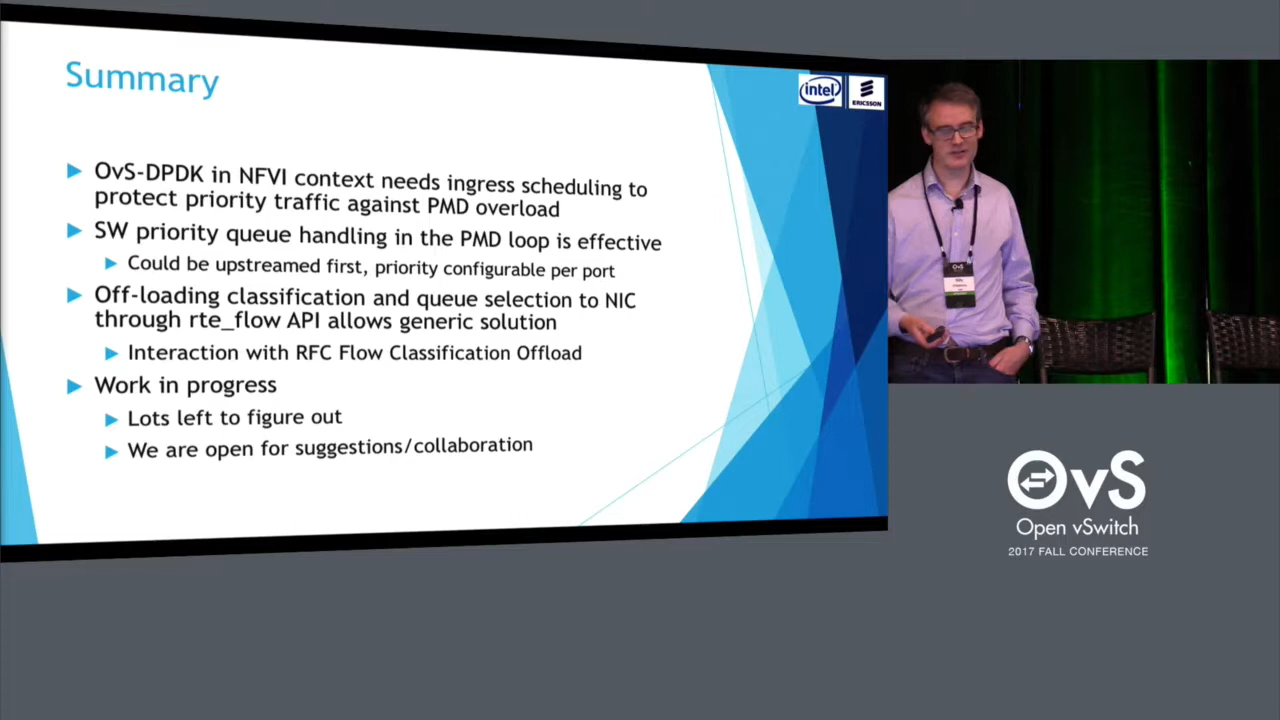 Summary
intel
ERICSSON
OvS-DPDK in NFVI context needs ingress scheduling to
protect priority traffic against PMD overload
SW priority queue handling in the PMD loop is effective
Could be upstreamed first, priority configurable per port
Off-loading classification and queue selection to NIC
through rte_flow API allows generic solution
Interaction with RFC Flow Classification Offload
Work in progress
Lots left to figure out
We are open for suggestions/collaboration
OvS
OvS
Open vSwitch
2017 FALL CONFERENCE